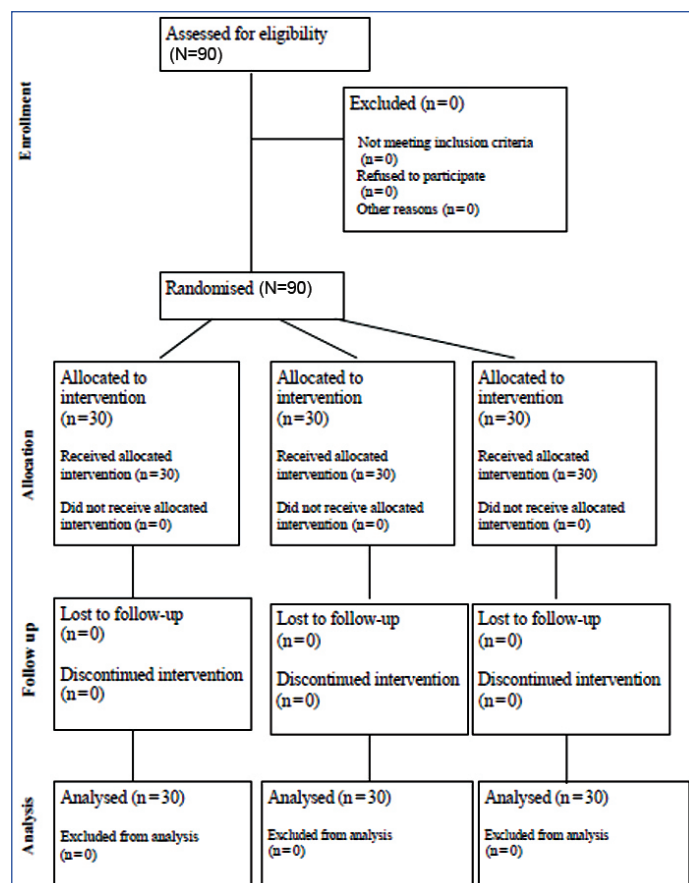 Enrollment
Assessed for eligibility
(N=90)
Excluded (n=0)
Not meeting inclusion criteria
(n=0)
Refused to participate
(n=0)
Other reasons (n=0)
Randomised (N=90)
Allocation
Allocated to
intervention
(n=30)
Received allocated
intervention (n=30)
Did not receive allocated
intervention (n=0)
Allocated to
intervention
(n=30)
Received allocated
intervention (n=30)
Did not receive allocated
intervention (n=0)
Allocated to
intervention
(n=30)
Received allocated
intervention (n=30)
Did not receive allocated
intervention (n=0)
Follow up
Lost to follow-up
(n=0)
Discontinued intervention
(n=0)
Lost to follow-up
(n=0)
Discontinued intervention
(n=0)
Lost to follow-up
(n=0)
Discontinued intervention
(n=0)
Analysis
Analysed (n=30)
Excluded from analysis
(n=0)
Analysed (n=30)
Excluded from analysis
(n=0)
Analysed (n=30)
Excluded from analysis
(n=0)